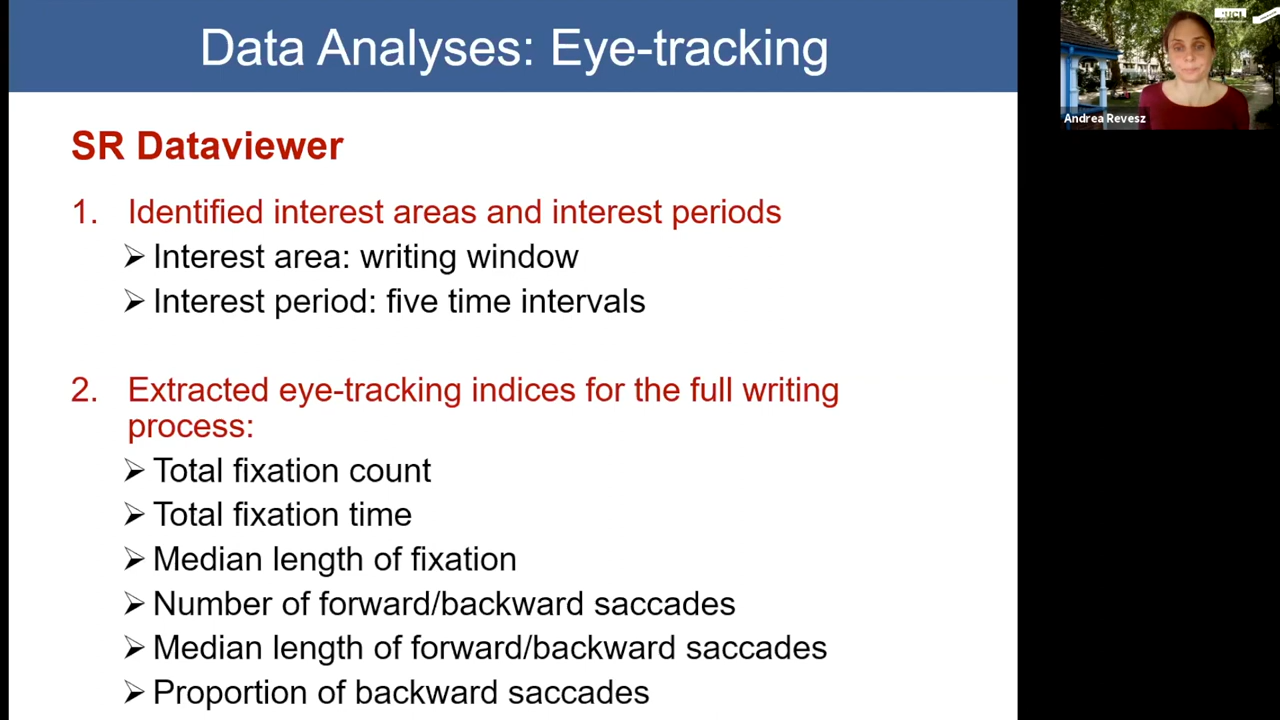 Data Analyses: Eye-tracking
SR Dataviewer
1. Identified interest areas and interest periods
➢ Interest area: writing window
➢ Interest period: five time intervals
2. Extracted eye-tracking indices for the full writing
process:
➢ Total fixation count
➢ Total fixation time
➢ Median length of fixation
➢ Number of forward/backward saccades
➢ Median length of forward/backward saccades
➢ Proportion of backward saccades
Andrea Revesz